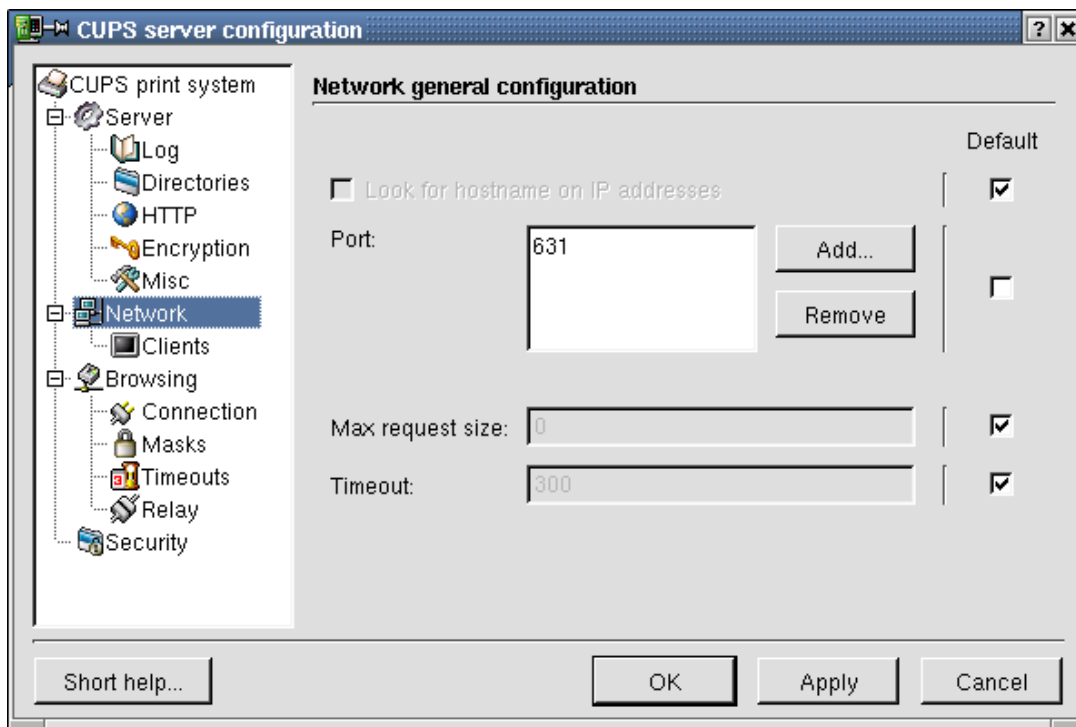 CUPS server configuration
CUPS print system
Server
Log
Directories
HTTP
Encryption
Misc
Network
Clients
Browsing
Connection
Masks
Timeouts
Relay
Security
Network general configuration
Default
Look for hostname on IP addresses
Port:
631
Add...
Remove
Max request size:
0
Timeout:
300
Short help...
OK
Apply
Cancel